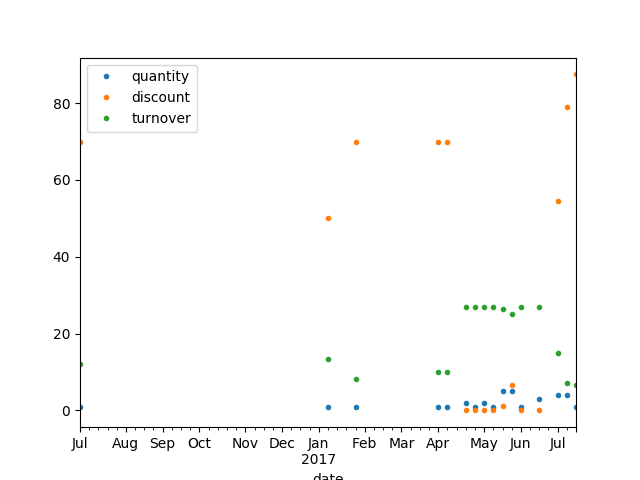 quantity
discount
turnover
80
60
40
20
0
Jul Aug Sep Oct Nov Dec Jan Feb Mar Apr May Jun Jul
2017
date